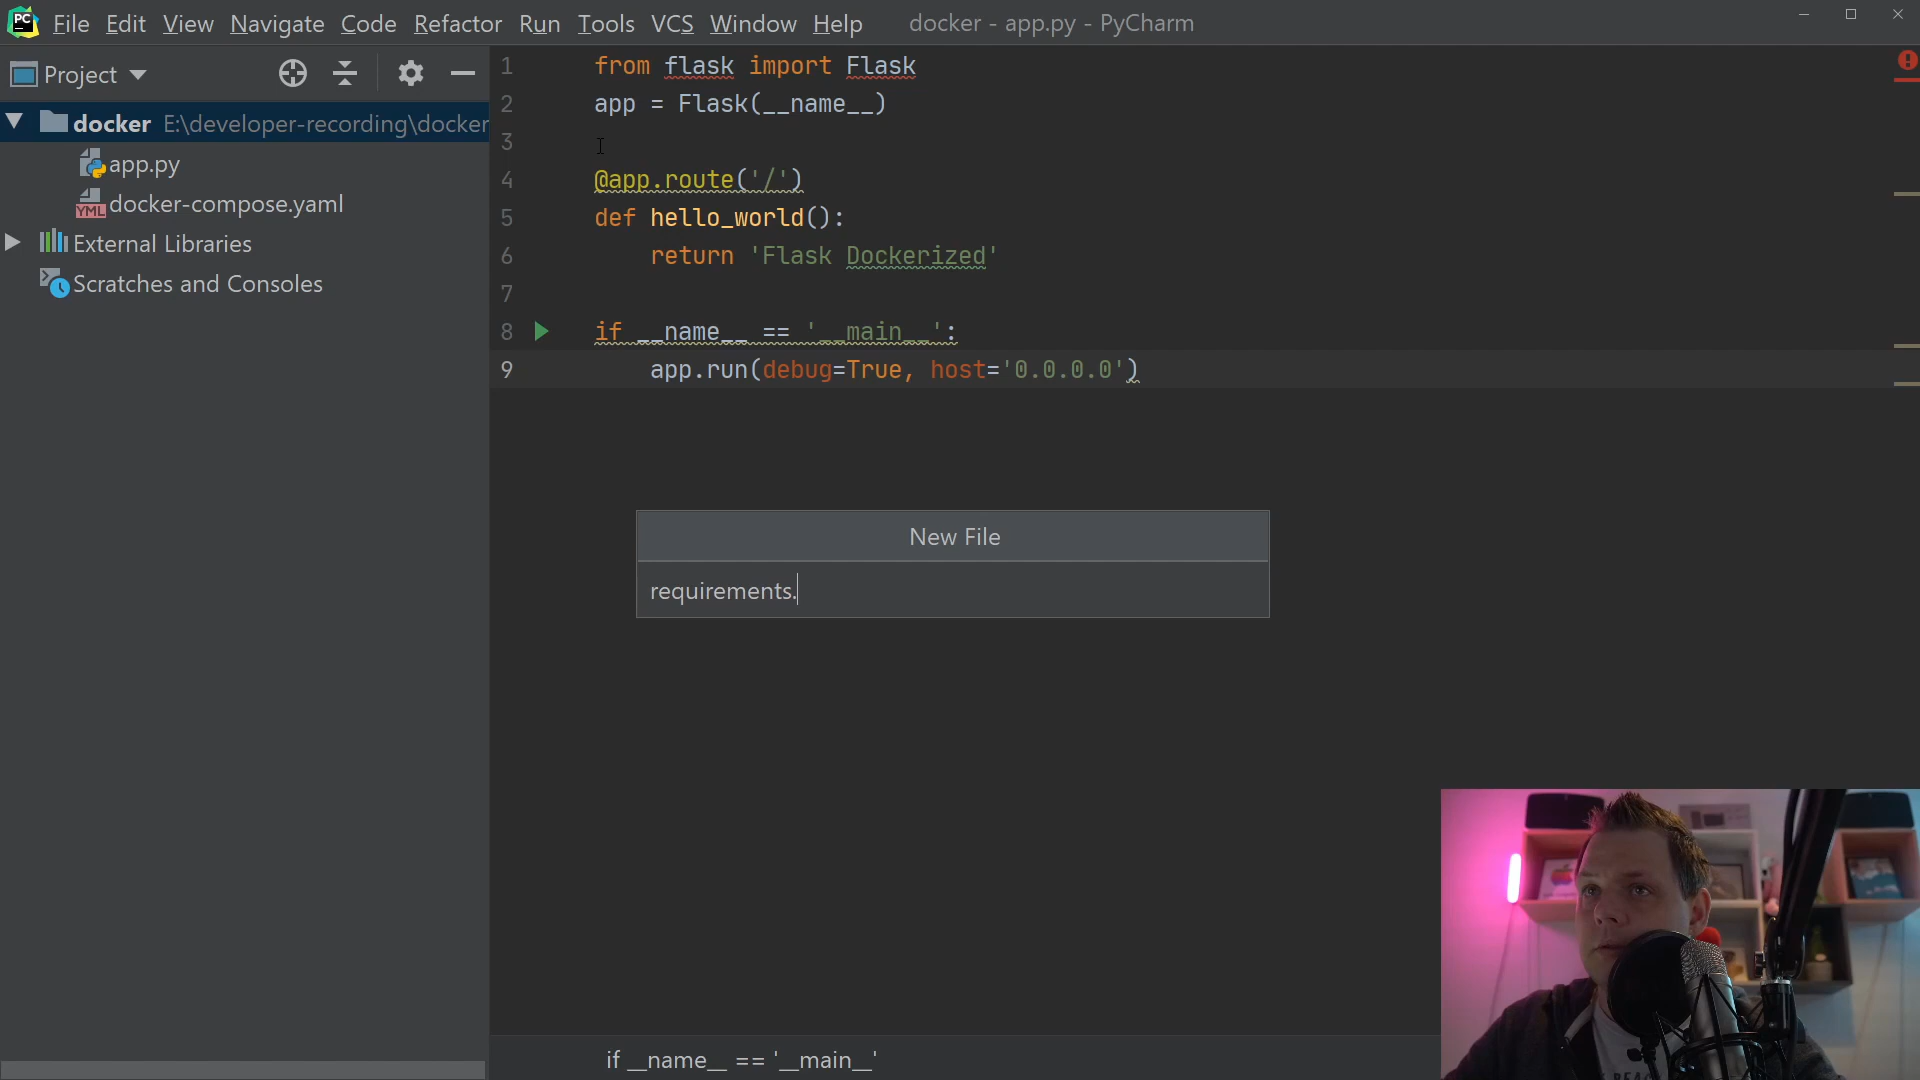 PC File Edit View Navigate Code Refactor Run Tools VCS Window Help docker - app.py - PyCharm
Project
docker E:\developer-recording\docker
app.py
YML docker-compose.yaml
External Libraries
Scratches and Consoles
1 from flask import Flask
2 app = Flask(__name__)
3
4 @app.route('/')
5 def hello_world():
6 return 'Flask Dockerized'
7
8 if __name__ == '__main__':
9 app.run(debug=True, host='0.0.0.0')
New File
requirements.
if __name__ == '__main__'